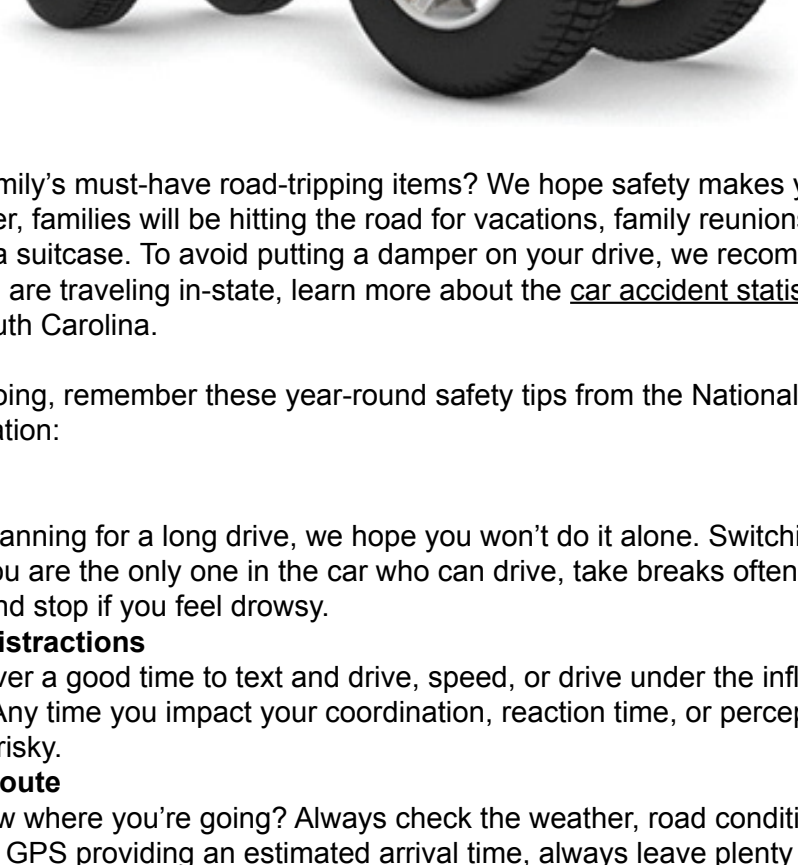 mily’s must-have road-tripping items? We hope safety makes y
er, families will be hitting the road for vacations, family reunions
a suitcase. To avoid putting a damper on your drive, we recom
are traveling in-state, learn more about the car accident statis
uth Carolina.
oing, remember these year-round safety tips from the National
ation:
anning for a long drive, we hope you won’t do it alone. Switchi
ou are the only one in the car who can drive, take breaks often
nd stop if you feel drowsy.
istractions
ver a good time to text and drive, speed, or drive under the infl
Any time you impact your coordination, reaction time, or percep
risky.
oute
w where you’re going? Always check the weather, road conditi
GPS providing an estimated arrival time, always leave plenty